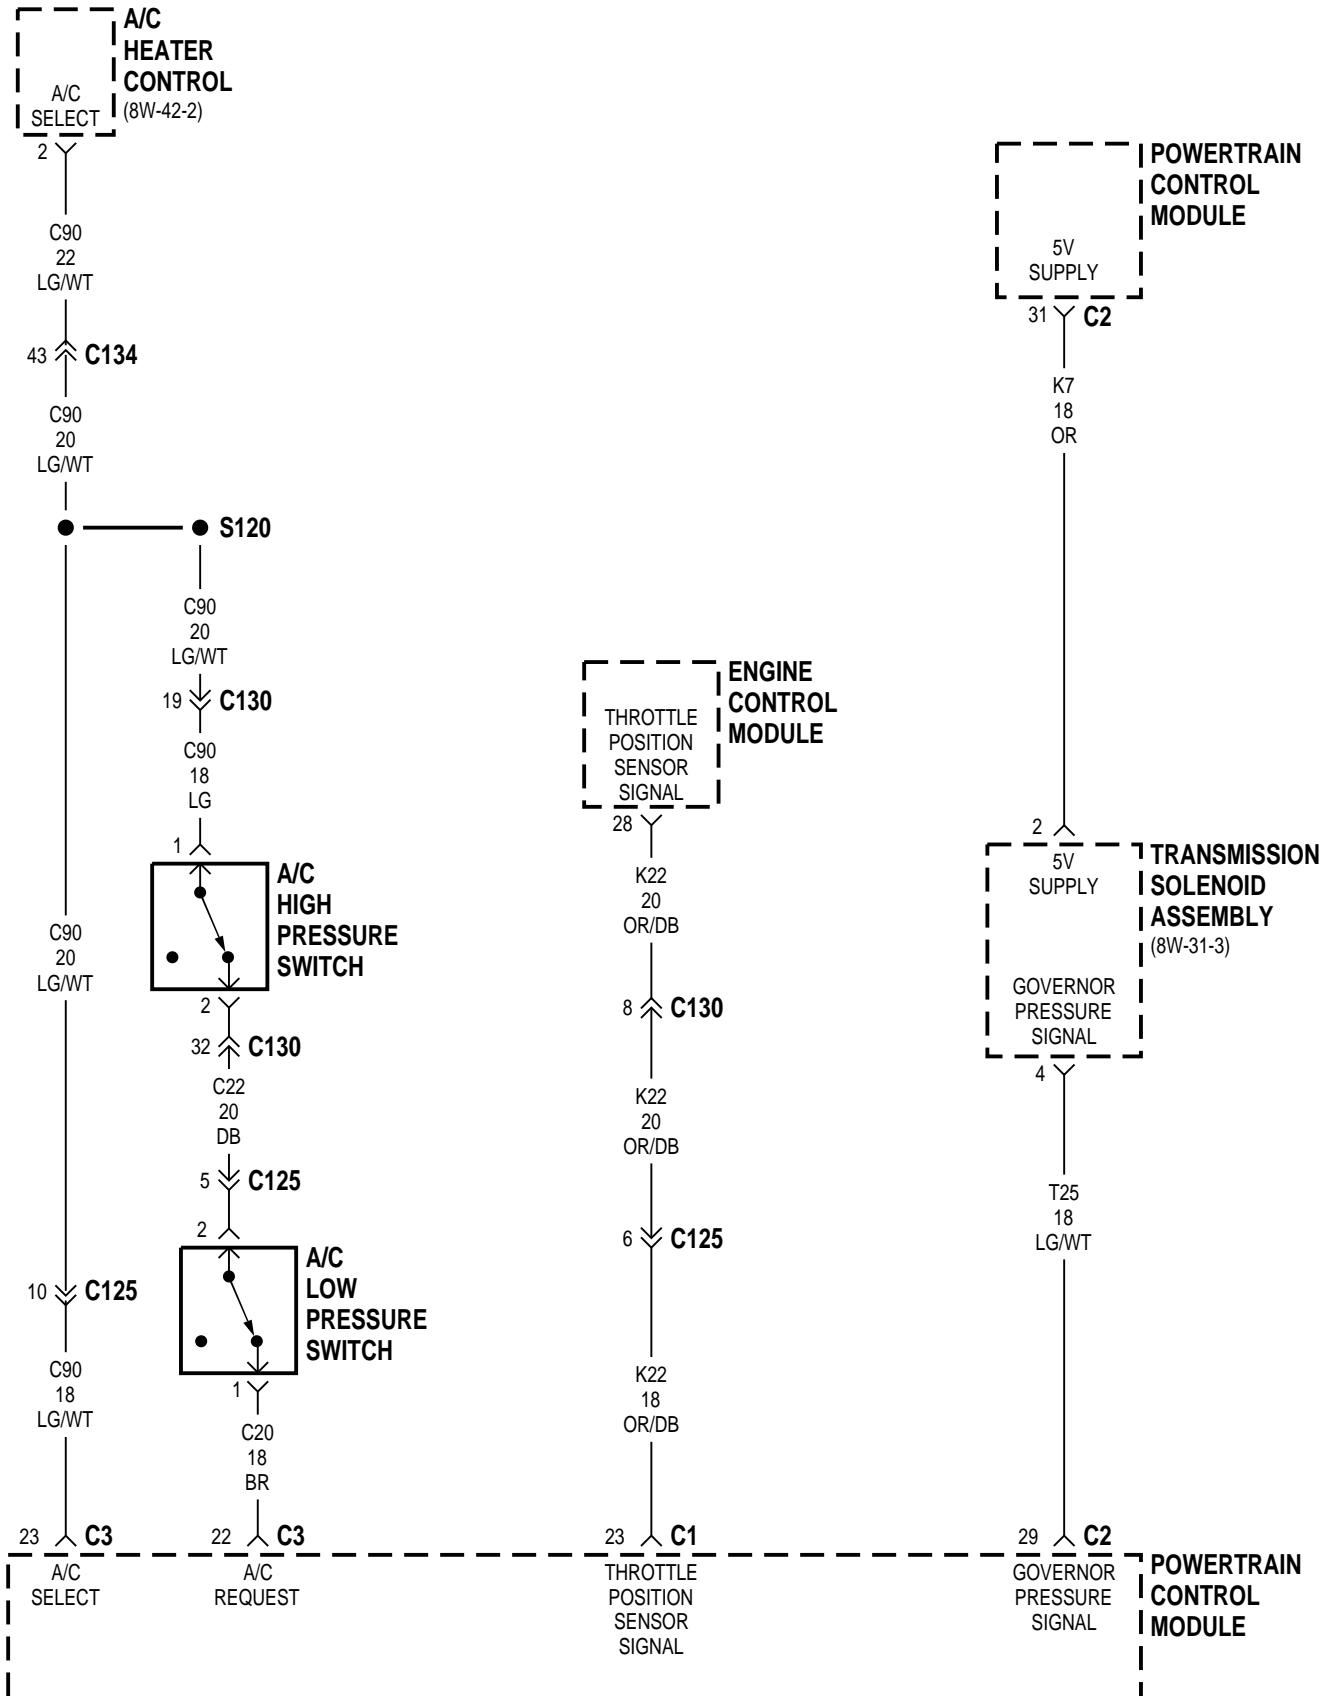 A/C
HEATER
CONTROL
(8W-42-2)
A/C
SELECT
2
C90
22
LG/WT
43
C134
C90
20
LG/WT
S120
C90
20
LG/WT
19
C130
C90
18
LG
1
A/C
HIGH
PRESSURE
SWITCH
2
32
C130
C22
20
DB
5
C125
2
A/C
LOW
PRESSURE
SWITCH
1
C20
18
BR
22
C3
A/C
REQUEST
C90
20
LG/WT
10
C125
C90
18
LG/WT
23
C3
A/C
SELECT
ENGINE
CONTROL
MODULE
THROTTLE
POSITION
SENSOR
SIGNAL
28
K22
20
OR/DB
8
C130
K22
20
OR/DB
6
C125
K22
18
OR/DB
23
C1
THROTTLE
POSITION
SENSOR
SIGNAL
POWERTRAIN
CONTROL
MODULE
5V
SUPPLY
31
C2
K7
18
OR
2
5V
SUPPLY
TRANSMISSION
SOLENOID
ASSEMBLY
(8W-31-3)
GOVERNOR
PRESSURE
SIGNAL
4
T25
18
LG/WT
29
C2
GOVERNOR
PRESSURE
SIGNAL
POWERTRAIN
CONTROL
MODULE